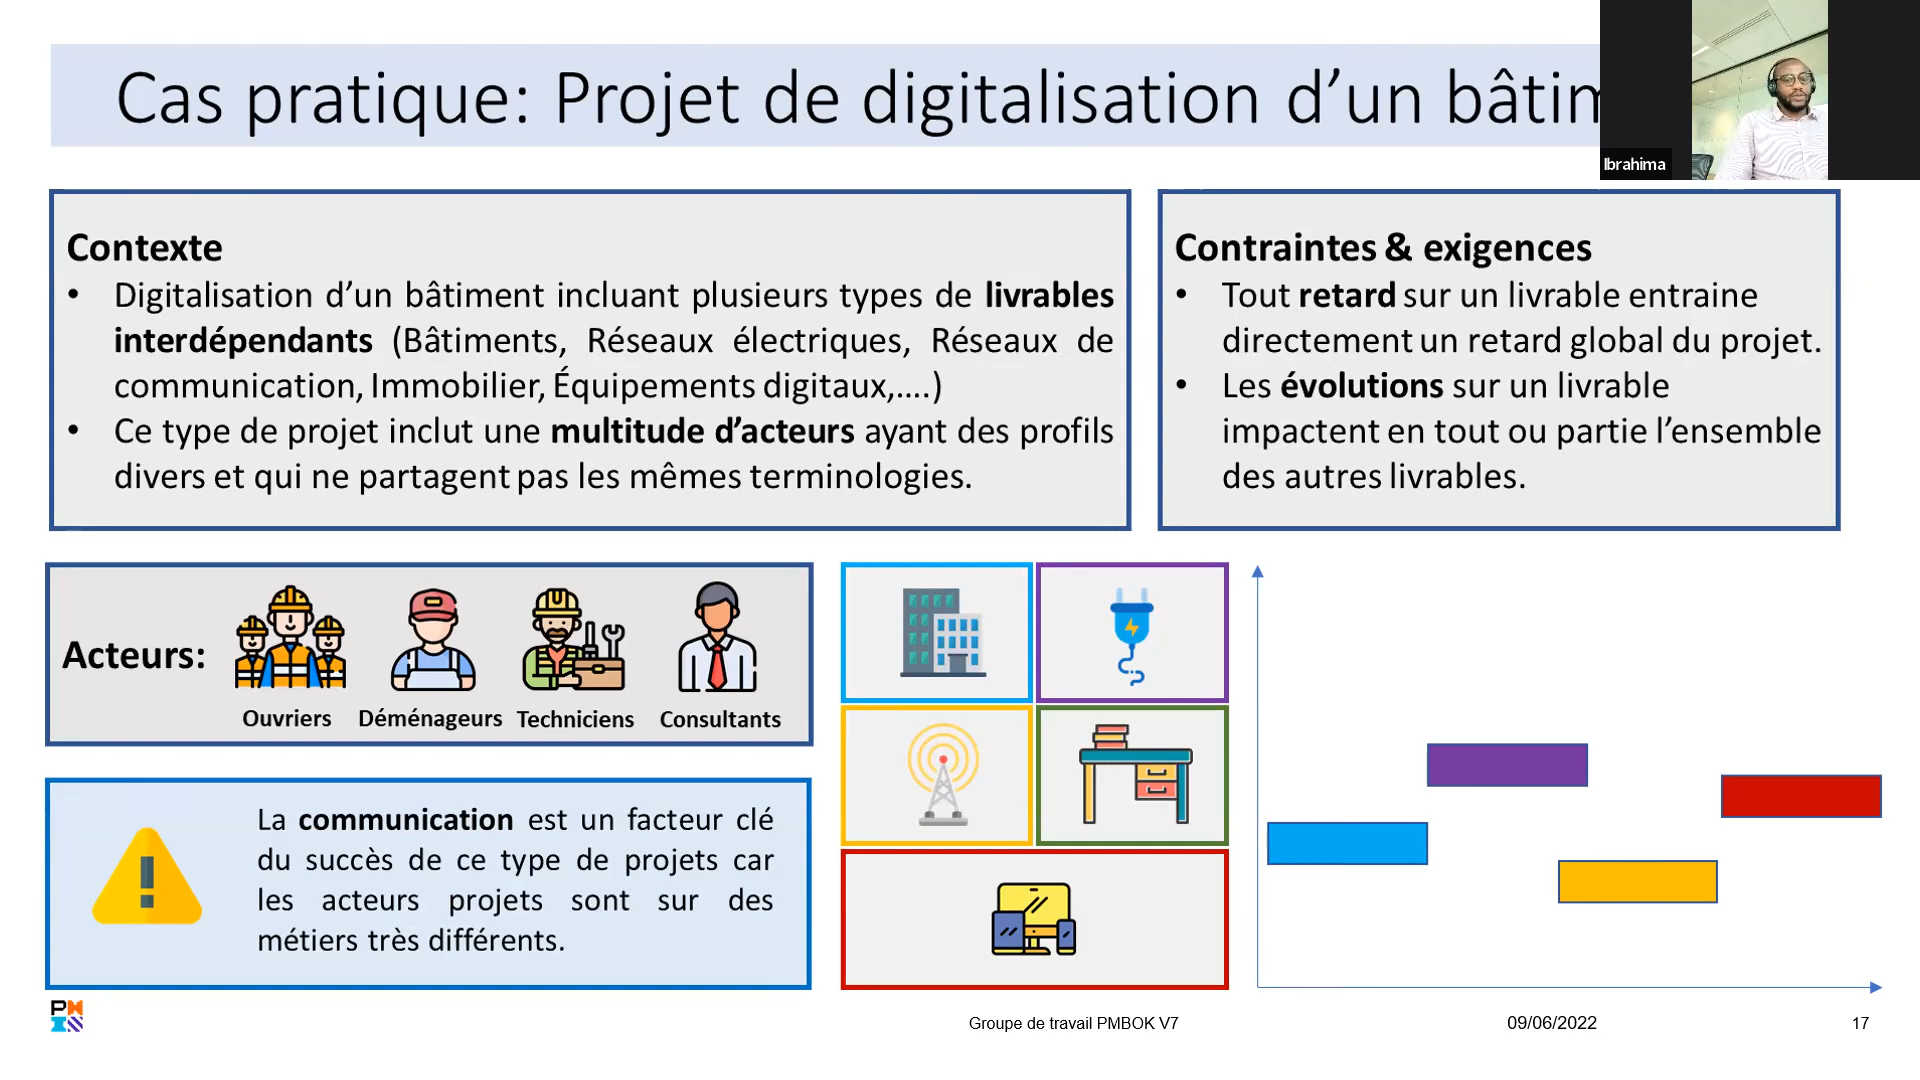 Cas pratique: Projet de digitalisation d’un bâtim
Ibrahima
Contexte
• Digitalisation d’un bâtiment incluant plusieurs types de livrables
interdépendants (Bâtiments, Réseaux électriques, Réseaux de
communication, Immobilier, Équipements digitaux,….)
• Ce type de projet inclut une multitude d’acteurs ayant des profils
divers et qui ne partagent pas les mêmes terminologies.
Contraintes & exigences
• Tout retard sur un livrable entraine
directement un retard global du projet.
• Les évolutions sur un livrable
impactent en tout ou partie l’ensemble
des autres livrables.
Acteurs:
Ouvriers
Déménageurs
Techniciens
Consultants
La communication est un facteur clé
du succès de ce type de projets car
les acteurs projets sont sur des
métiers très différents.
PM
Groupe de travail PMBOK V7
09/06/2022
17